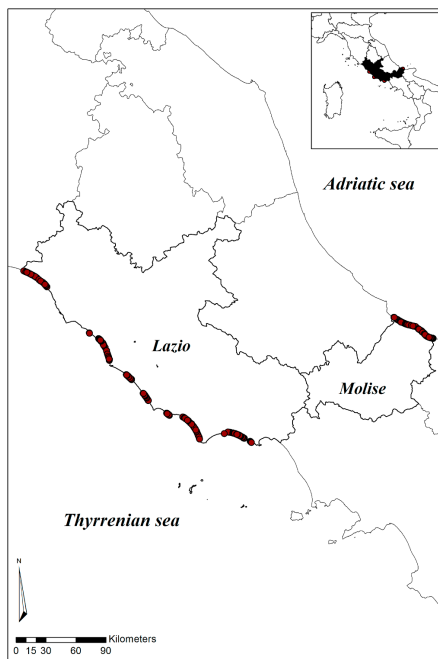 Adriatic sea
Lazio
Molise
Thyrrenian sea
N
Kilometers
0 15 30 60 90